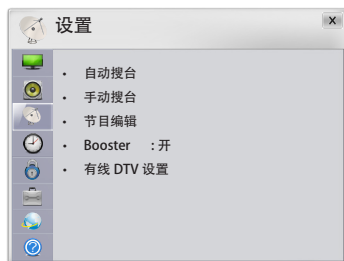 设置
X
• 自动搜台
• 手动搜台
• 节目编辑
• Booster : 开
• 有线 DTV 设置